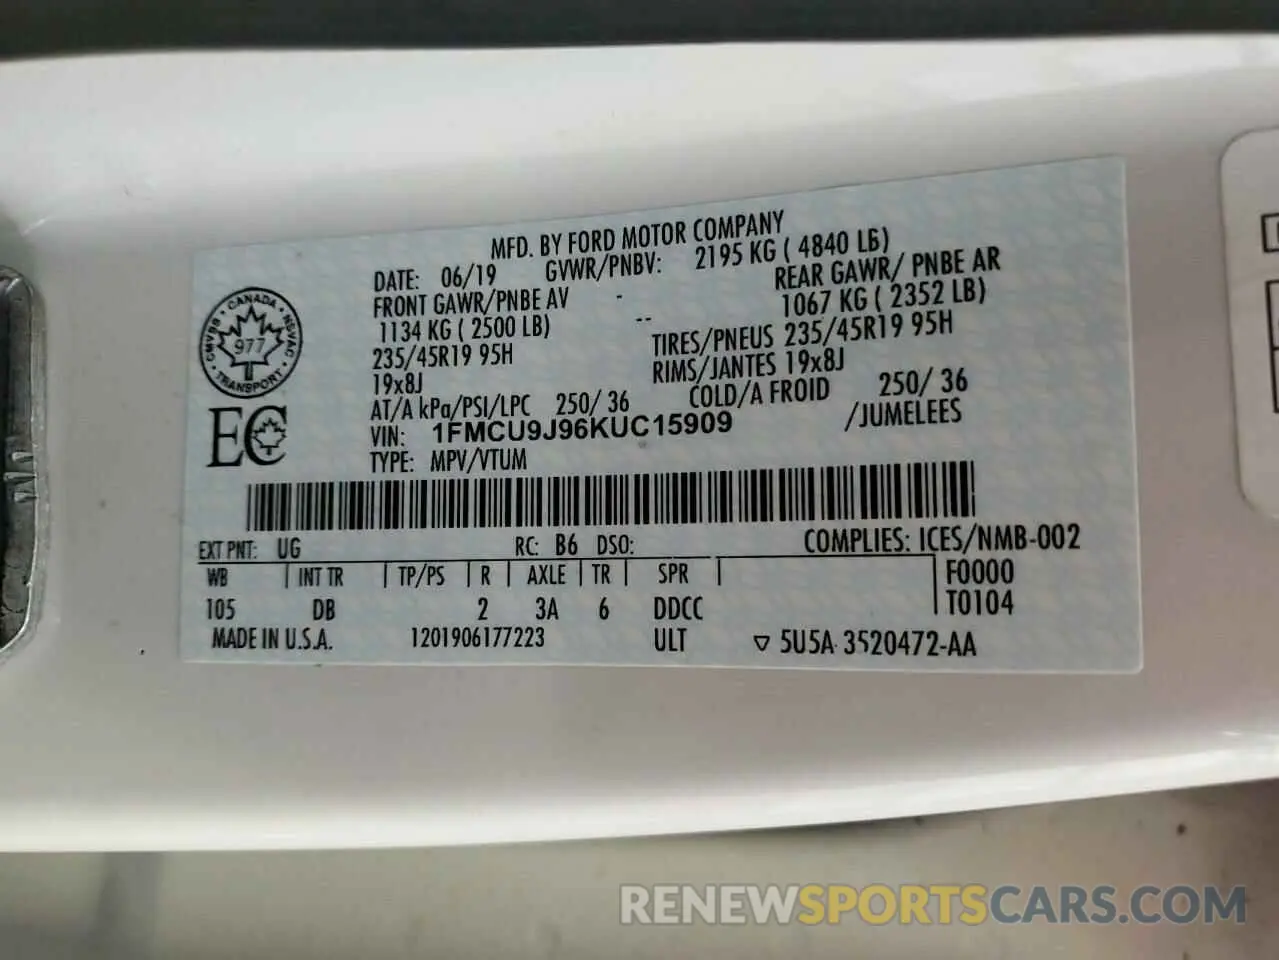 MFD. BY FORD MOTOR COMPANY
DATE: 06/19 GVWR/PNBV: 2195 KG ( 4840 LB)
FRONT GAWR/PNBE AV - REAR GAWR/ PNBE AR
1134 KG ( 2500 LB) -- 1067 KG ( 2352 LB)
235/45R19 95H TIRES/PNEUS 235/45R19 95H
19x8J RIMS/JANTES 19x8J
AT/A kPa/PSI/LPC 250/ 36 COLD/A FROID 250/ 36
VIN: 1FMCU9J96KUC15909 /JUMELEES
TYPE: MPV/VTUM
CANADA
CMVSS NSVAC
977
TRANSPORT
EC
EXT PNT: UG RC: B6 DSO: COMPLIES: ICES/NMB-002
WB | INT TR | TP/PS | R | AXLE | TR | SPR | F0000
105 DB 2 3A 6 DDCC T0104
MADE IN U.S.A. 1201906177223 ULT ▽ 5U5A-3520472-AA
RENEWSPORTSCARS.COM